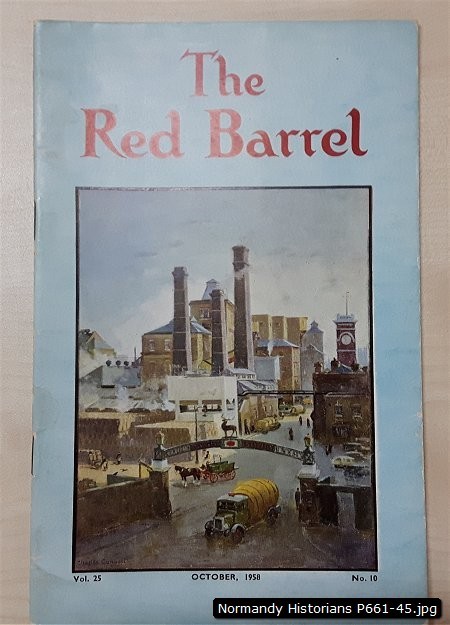 The
Red Barrel
Vol. 25
OCTOBER, 1958
No. 10
Normandy Historians P661-45.jpg